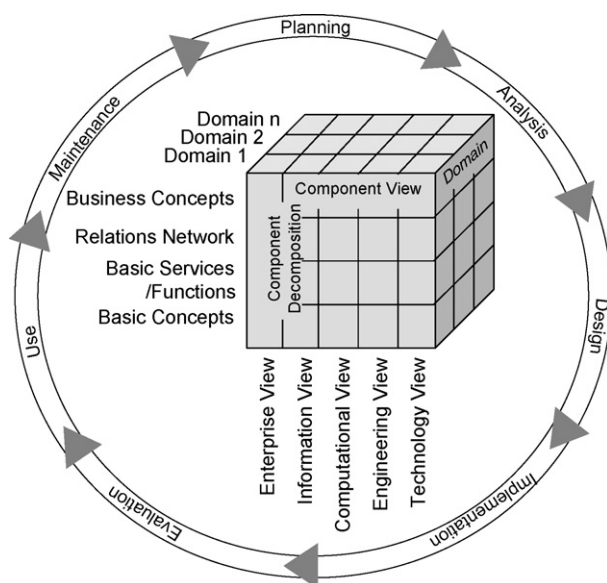 Planning
Analysis
Design
Implementation
Evaluation
Use
Maintenance
Domain n
Domain 2
Domain 1
Domain
Component View
Component
Decomposition
Business Concepts
Relations Network
Basic Services
/Functions
Basic Concepts
Enterprise View
Information View
Computational View
Engineering View
Technology View